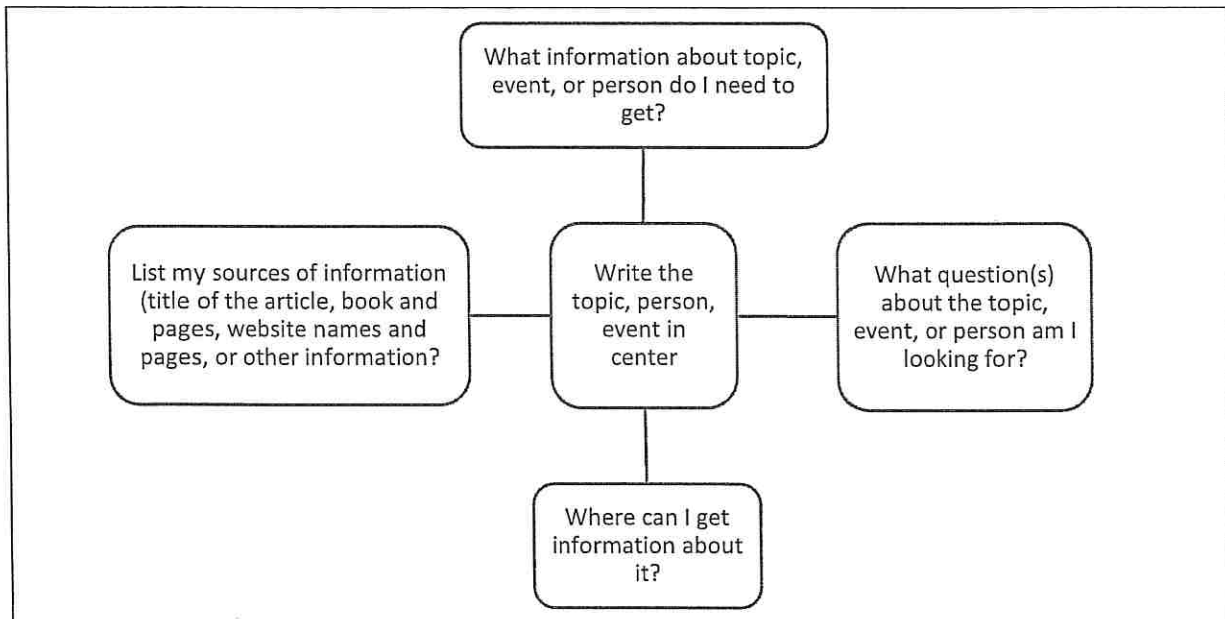 What information about topic,
event, or person do I need to
get?
List my sources of information
(title of the article, book and
pages, website names and
pages, or other information?
Write the
topic, person,
event in
center
What question(s)
about the topic,
event, or person am I
looking for?
Where can I get
information about
it?